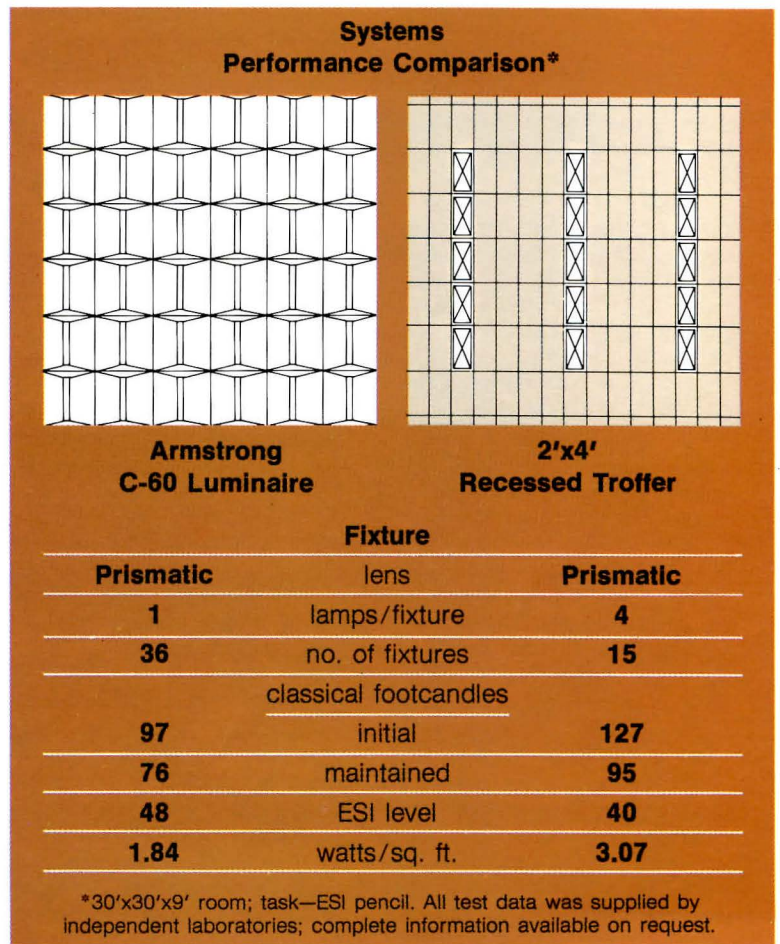 Systems
Performance Comparison*
Armstrong
C-60 Luminaire
2'x4'
Recessed Troffer
Fixture
Prismatic lens Prismatic
1 lamps/fixture 4
36 no. of fixtures 15
classical footcandles
97 initial 127
76 maintained 95
48 ESI level 40
1.84 watts/sq. ft. 3.07
*30'x30'x9' room; task—ESI pencil. All test data was supplied by
independent laboratories; complete information available on request.